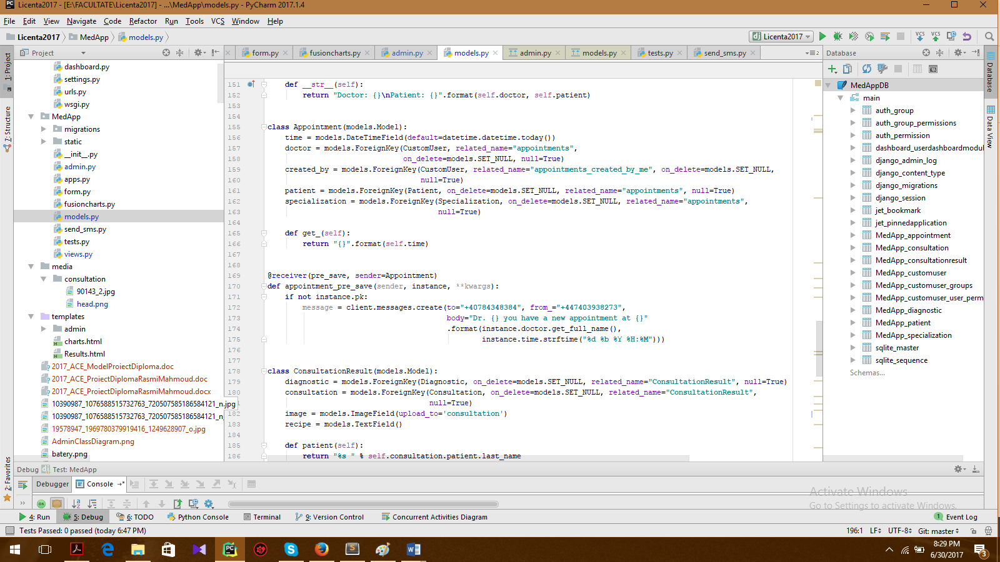 Licenta2017 - [E:\FACULTATE\Licenta2017] - ...\MedApp\models.py - PyCharm 2017.1.4
File Edit View Navigate Code Refactor Run Tools VCS Window Help
Licenta2017 MedApp models.py Licenta2017 VCS VCS
Project form.py fusioncharts.py admin.py models.py admin.py models.py tests.py send_sms.py Database
1: Project
7: Structure
2: Favorites
dashboard.py
settings.py
urls.py
wsgi.py
MedApp
migrations
static
__init__.py
admin.py
apps.py
form.py
fusioncharts.py
models.py
send_sms.py
tests.py
views.py
media
consultation
90143_2.jpg
head.png
templates
admin
charts.html
Results.html
2017_ACE_ModelProiectDiploma.doc
2017_ACE_ProiectDiplomaRasmiMahmoud.doc
2017_ACE_ProiectDiplomaRasmiMahmoud.docx
10390987_1076588515732763_720507585186584121_n.jpg
10390987_1076588515732763_720507585186584121_n
19578947_1969780379919416_1249628907_o.jpg
AdminClassDiagram.png
batery.png
151 def __str__(self):
152 return "Doctor: {}\nPatient: {}".format(self.doctor, self.patient)
153
154
155 class Appointment(models.Model):
156 time = models.DateTimeField(default=datetime.datetime.today())
157 doctor = models.ForeignKey(CustomUser, related_name="appointments",
158 on_delete=models.SET_NULL, null=True)
159 created_by = models.ForeignKey(CustomUser, related_name="appointments_created_by_me", on_delete=models.SET_NULL,
160 null=True)
161 patient = models.ForeignKey(Patient, on_delete=models.SET_NULL, related_name="appointments", null=True)
162 specialization = models.ForeignKey(Specialization, on_delete=models.SET_NULL, related_name="appointments",
163 null=True)
164
165 def get_(self):
166 return "{}".format(self.time)
167
168
169 @receiver(pre_save, sender=Appointment)
170 def appointment_pre_save(sender, instance, **kwargs):
171 if not instance.pk:
172 message = client.messages.create(to="+40784348384", from_="+447403938273",
173 body="Dr. {} you have a new appointment at {}"
174 .format(instance.doctor.get_full_name(),
175 instance.time.strftime("%d %b %Y %H:%M")))
176
177
178 class ConsultationResult(models.Model):
179 diagnostic = models.ForeignKey(Diagnostic, on_delete=models.SET_NULL, related_name="ConsultationResult", null=True)
180 consultation = models.ForeignKey(Consultation, on_delete=models.SET_NULL, related_name="ConsultationResult",
null=True)
182 image = models.ImageField(upload_to='consultation')
183 recipe = models.TextField()
184
185 def patient(self):
186 return "%s " % self.consultation.patient.last_name
MedAppDB
main
auth_group
auth_group_permissions
auth_permission
dashboard_userdashboardmodul
django_admin_log
django_content_type
django_migrations
django_session
jet_bookmark
jet_pinnedapplication
MedApp_appointment
MedApp_consultation
MedApp_consultationresult
MedApp_customuser
MedApp_customuser_groups
MedApp_customuser_user_perm
MedApp_diagnostic
MedApp_patient
MedApp_specialization
sqlite_master
sqlite_sequence
Schemas...
Database
Data View
Debug Test: MedApp
Debugger Console
Activate Windows
Go to Settings to activate Windows.
4: Run 5: Debug 6: TODO Python Console Terminal 9: Version Control Concurrent Activities Diagram 1 Event Log
Tests Passed: 0 passed (today 6:47 PM) 196:1 LF UTF-8 Git: master
8:29 PM
6/30/2017
3